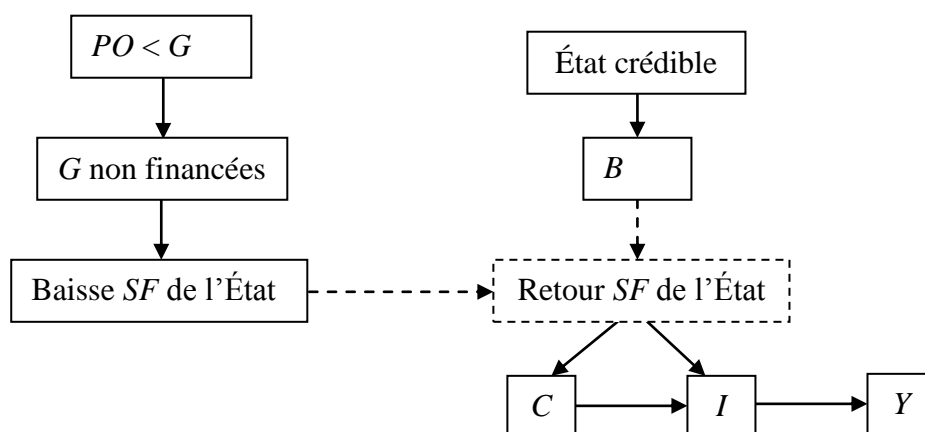 PO < G
État crédible
G non financées
B
Baisse SF de l'État
Retour SF de l'État
C
I
Y